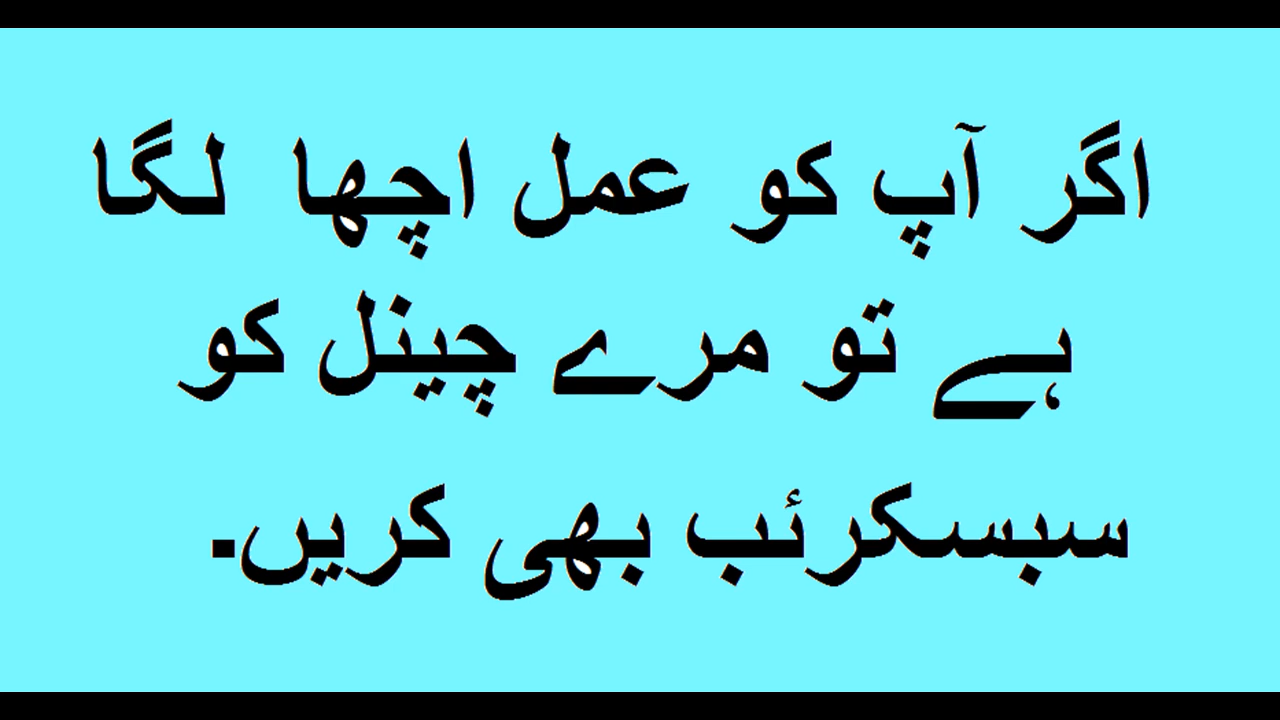 اگر آپ کو عمل اچھا لگا
ہے تو مرے چینل کو
سبسکرئب بھی کریں.